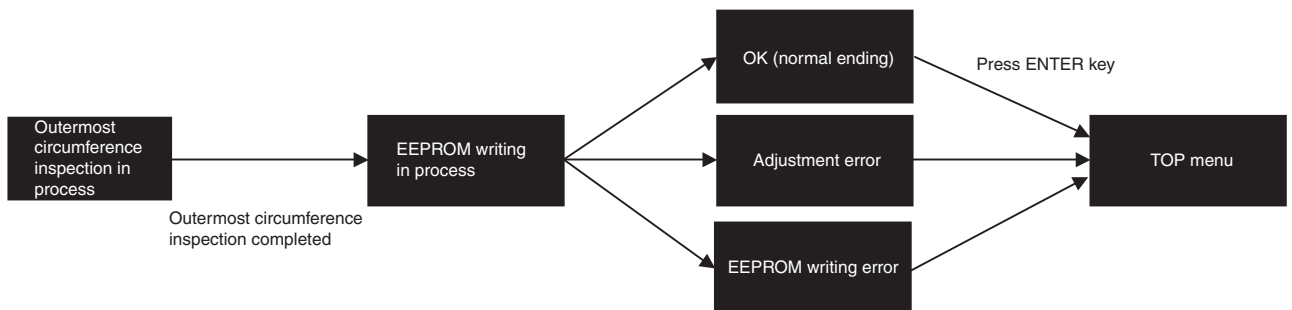 Outermost
circumference
inspection in
process
Outermost circumference
inspection completed
EEPROM writing
in process
OK (normal ending)
Adjustment error
EEPROM writing error
Press ENTER key
TOP menu